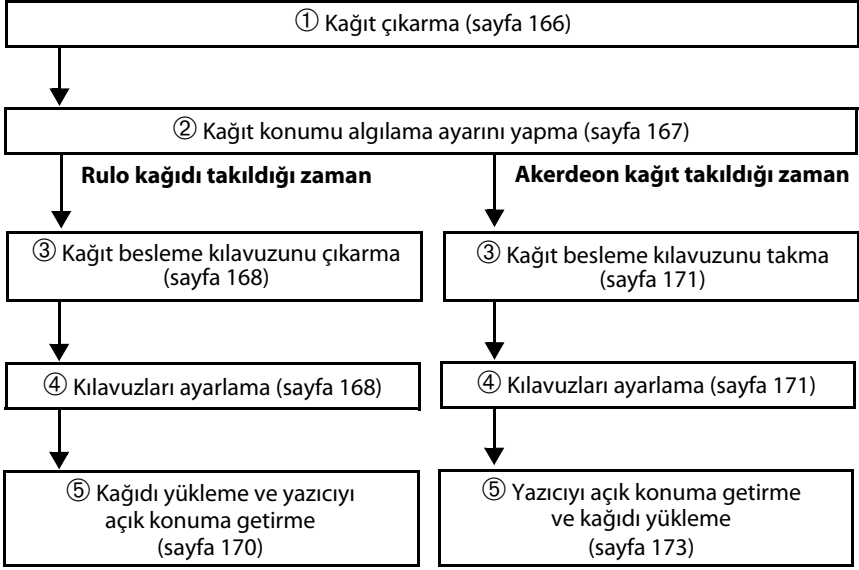 ① Kağıt çıkarma (sayfa 166)
② Kağıt konumu algılama ayarını yapma (sayfa 167)
Rulo kağıdı takıldığı zaman
③ Kağıt besleme kılavuzunu çıkarma
(sayfa 168)
④ Kılavuzları ayarlama (sayfa 168)
⑤ Kağıdı yükleme ve yazıcıyı
açık konuma getirme
(sayfa 170)
Akerdeon kağıt takıldığı zaman
③ Kağıt besleme kılavuzunu takma
(sayfa 171)
④ Kılavuzları ayarlama (sayfa 171)
⑤ Yazıcıyı açık konuma getirme
ve kağıdı yükleme
(sayfa 173)